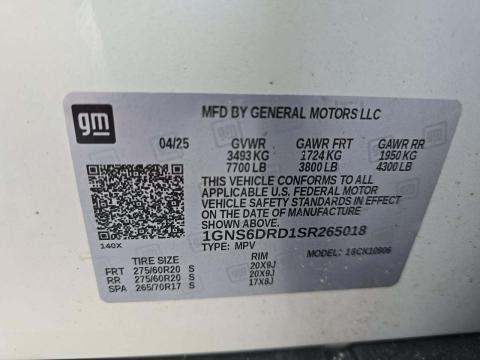 gm
MFD BY GENERAL MOTORS LLC
04/25 GVWR GAWR FRT GAWR RR
3493 KG 1724 KG 1950 KG
7700 LB 3800 LB 4300 LB
THIS VEHICLE CONFORMS TO ALL
APPLICABLE U.S. FEDERAL MOTOR
VEHICLE SAFETY STANDARDS IN EFFECT
ON THE DATE OF MANUFACTURE
SHOWN ABOVE.
1GNS6DRD1SR265018
140X TYPE: MPV MODEL: 1SCK10906
TIRE SIZE RIM
FRT 275/60R20 S 20X9J
RR 275/60R20 S 20X9J
SPA 265/70R17 S 17X8J